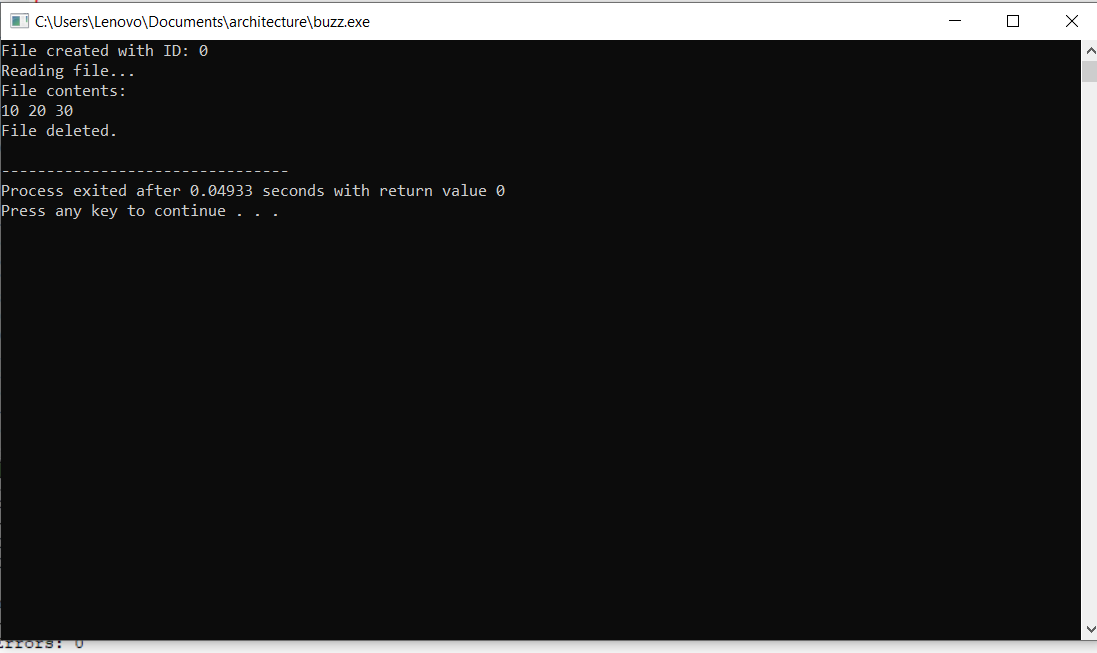 C:\Users\Lenovo\Documents\architecture\buzz.exe
File created with ID: 0
Reading file...
File contents:
10 20 30
File deleted.
--------------------------------
Process exited after 0.04933 seconds with return value 0
Press any key to continue . . .
Errors: 0